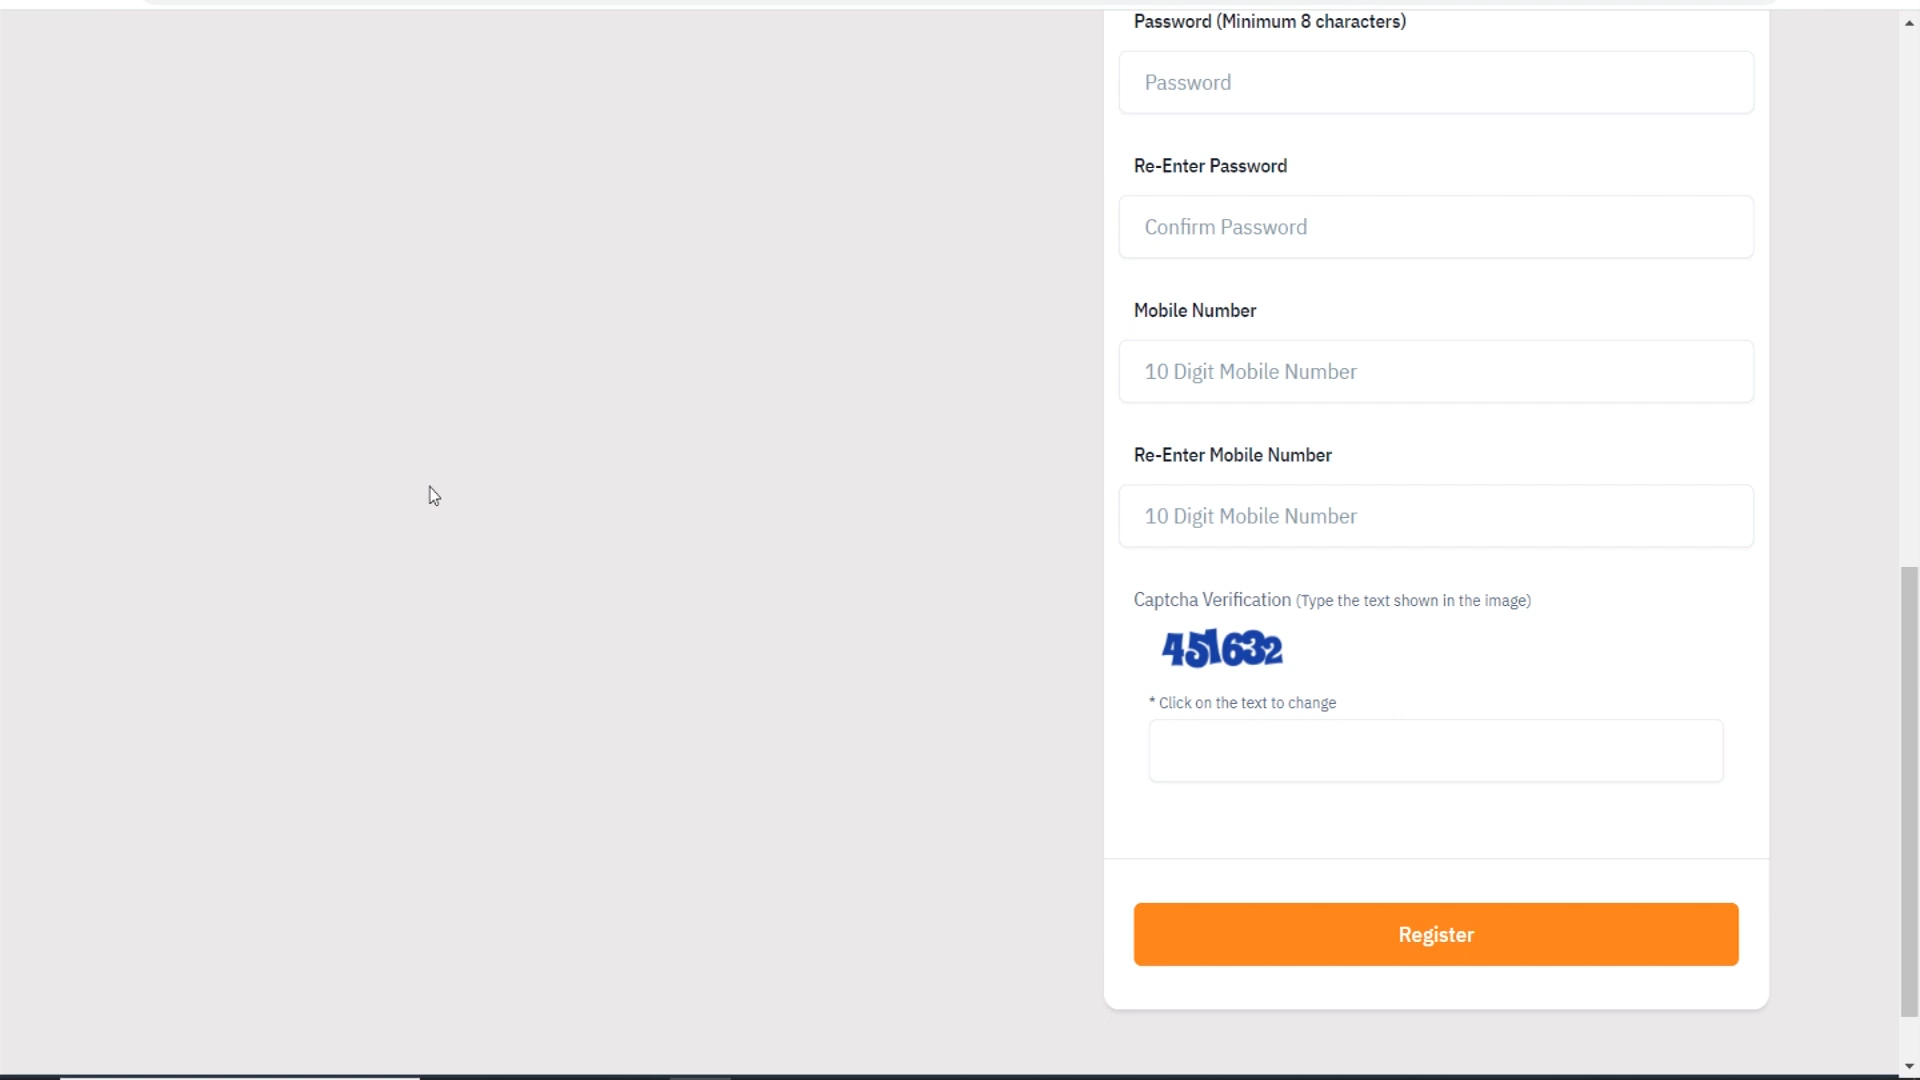 Password (Minimum 8 characters)
Password
Re-Enter Password
Confirm Password
Mobile Number
10 Digit Mobile Number
Re-Enter Mobile Number
10 Digit Mobile Number
Captcha Verification (Type the text shown in the image)
451632
* Click on the text to change
Register